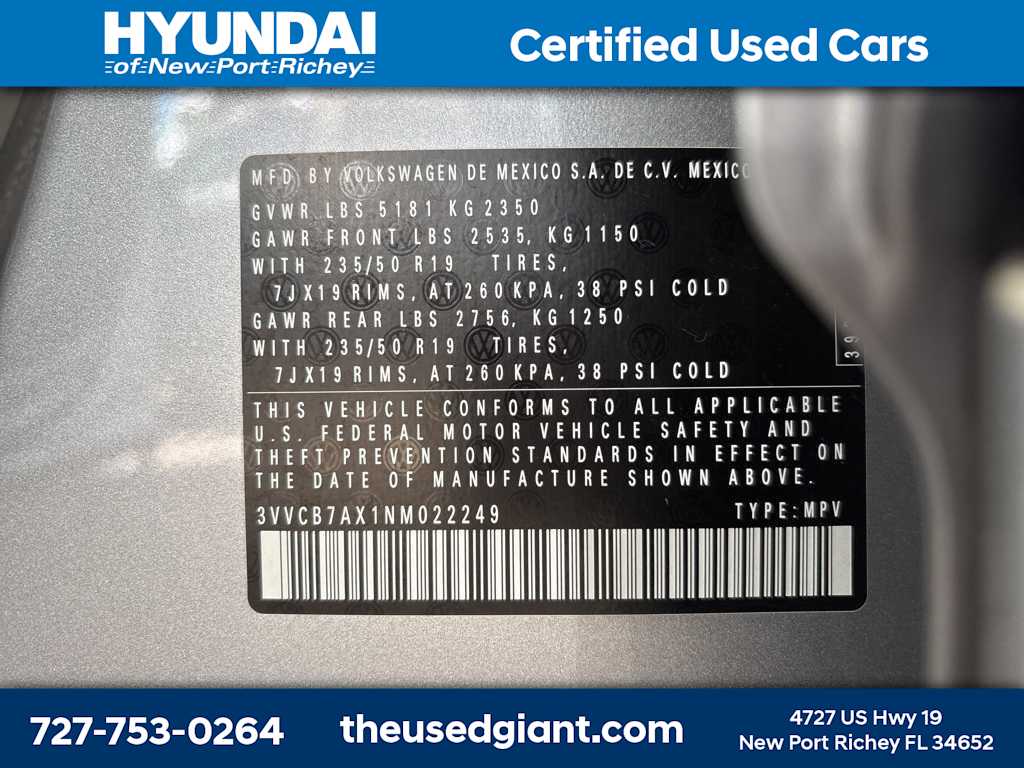 HYUNDAI
of New Port Richey
Certified Used Cars
MFD BY VOLKSWAGEN DE MEXICO S.A. DE C.V. MEXICO
GVWR LBS 5181 KG 2350
GAWR FRONT LBS 2535, KG 1150
WITH 235/50 R19 TIRES,
7JX19 RIMS, AT 260 KPA, 38 PSI COLD
GAWR REAR LBS 2756, KG 1250
WITH 235/50 R19 TIRES,
7JX19 RIMS, AT 260 KPA, 38 PSI COLD
THIS VEHICLE CONFORMS TO ALL APPLICABLE
U.S. FEDERAL MOTOR VEHICLE SAFETY AND
THEFT PREVENTION STANDARDS IN EFFECT ON
THE DATE OF MANUFACTURE SHOWN ABOVE.
3VVCB7AX1NM022249 TYPE: MPV
727-753-0264
theusedgiant.com
4727 US Hwy 19
New Port Richey FL 34652